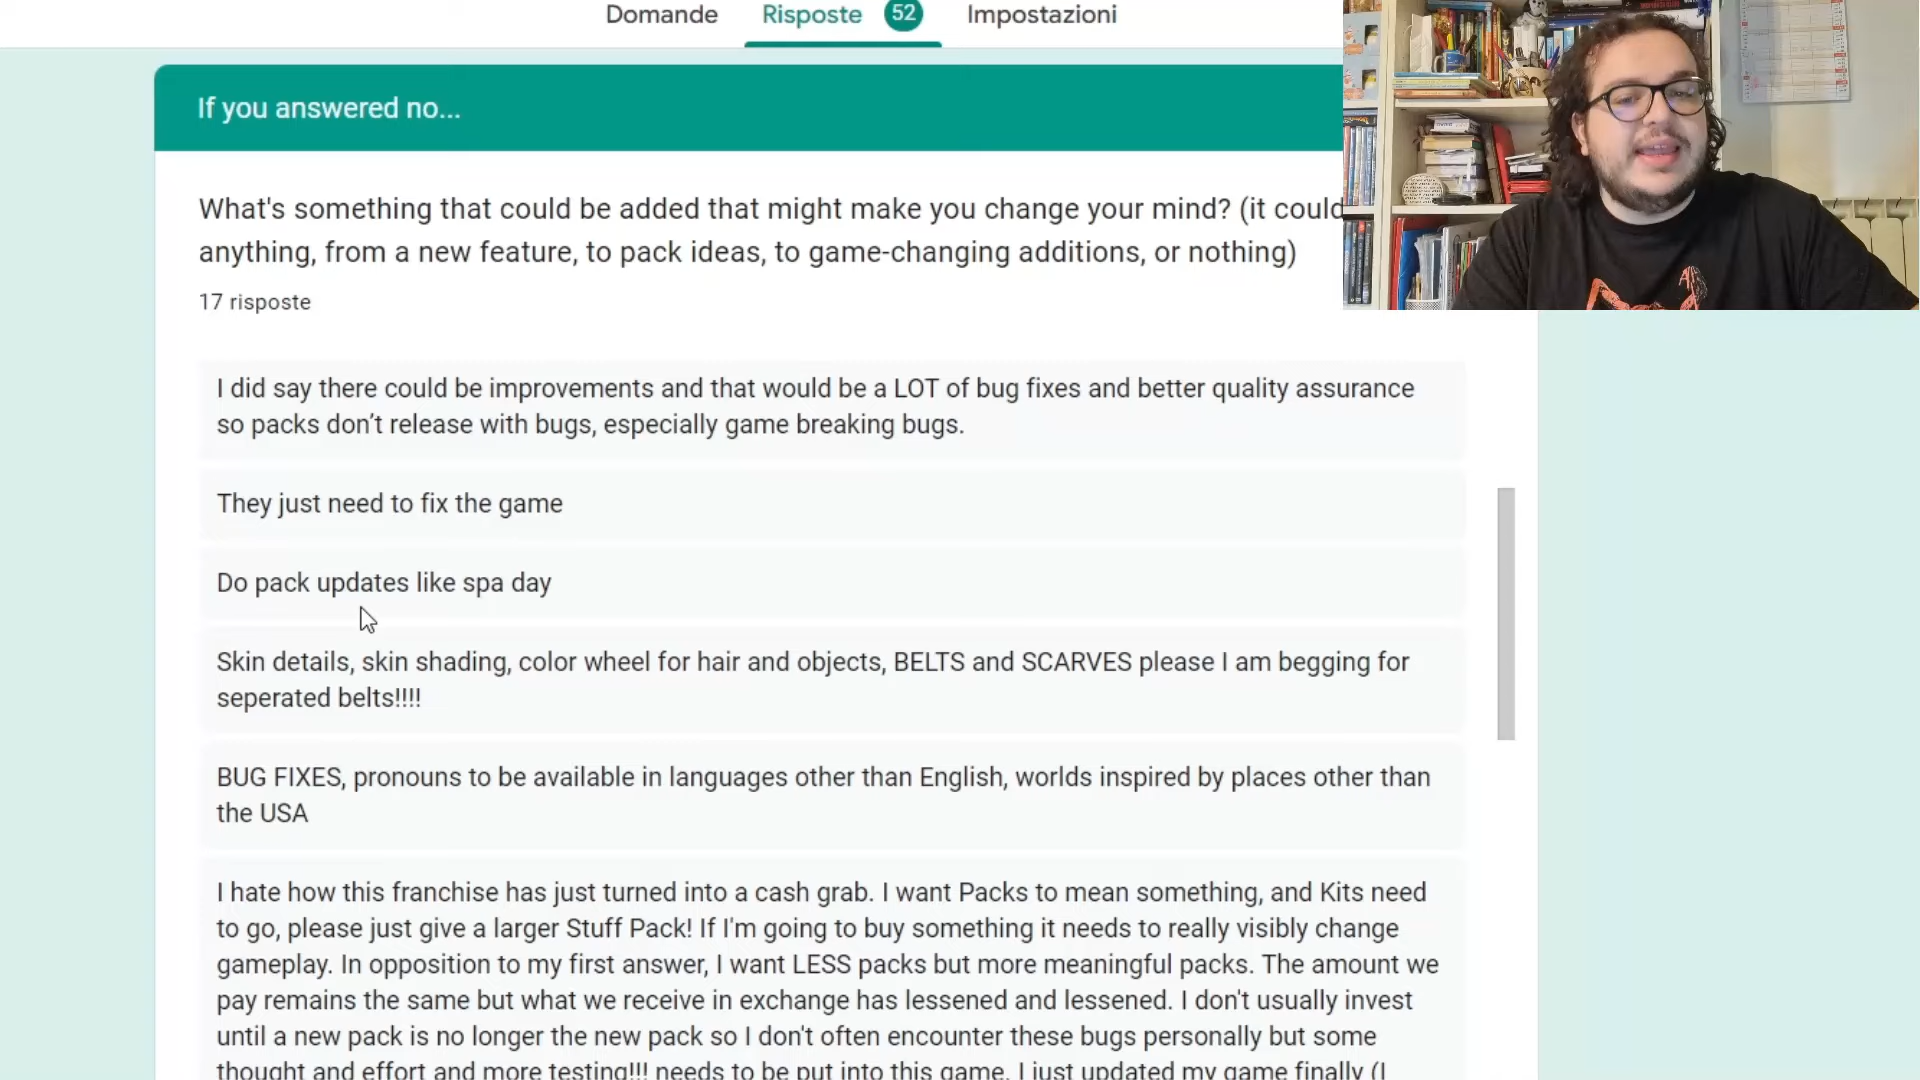 Domande Risposte 52 Impostazioni
If you answered no...
What's something that could be added that might make you change your mind? (it could
anything, from a new feature, to pack ideas, to game-changing additions, or nothing)
17 risposte
I did say there could be improvements and that would be a LOT of bug fixes and better quality assurance
so packs don’t release with bugs, especially game breaking bugs.
They just need to fix the game
Do pack updates like spa day
Skin details, skin shading, color wheel for hair and objects, BELTS and SCARVES please I am begging for
seperated belts!!!!
BUG FIXES, pronouns to be available in languages other than English, worlds inspired by places other than
the USA
I hate how this franchise has just turned into a cash grab. I want Packs to mean something, and Kits need
to go, please just give a larger Stuff Pack! If I'm going to buy something it needs to really visibly change
gameplay. In opposition to my first answer, I want LESS packs but more meaningful packs. The amount we
pay remains the same but what we receive in exchange has lessened and lessened. I don't usually invest
until a new pack is no longer the new pack so I don't often encounter these bugs personally but some
thought and effort and more testing!!! needs to be put into this game. I just updated my game finally (I